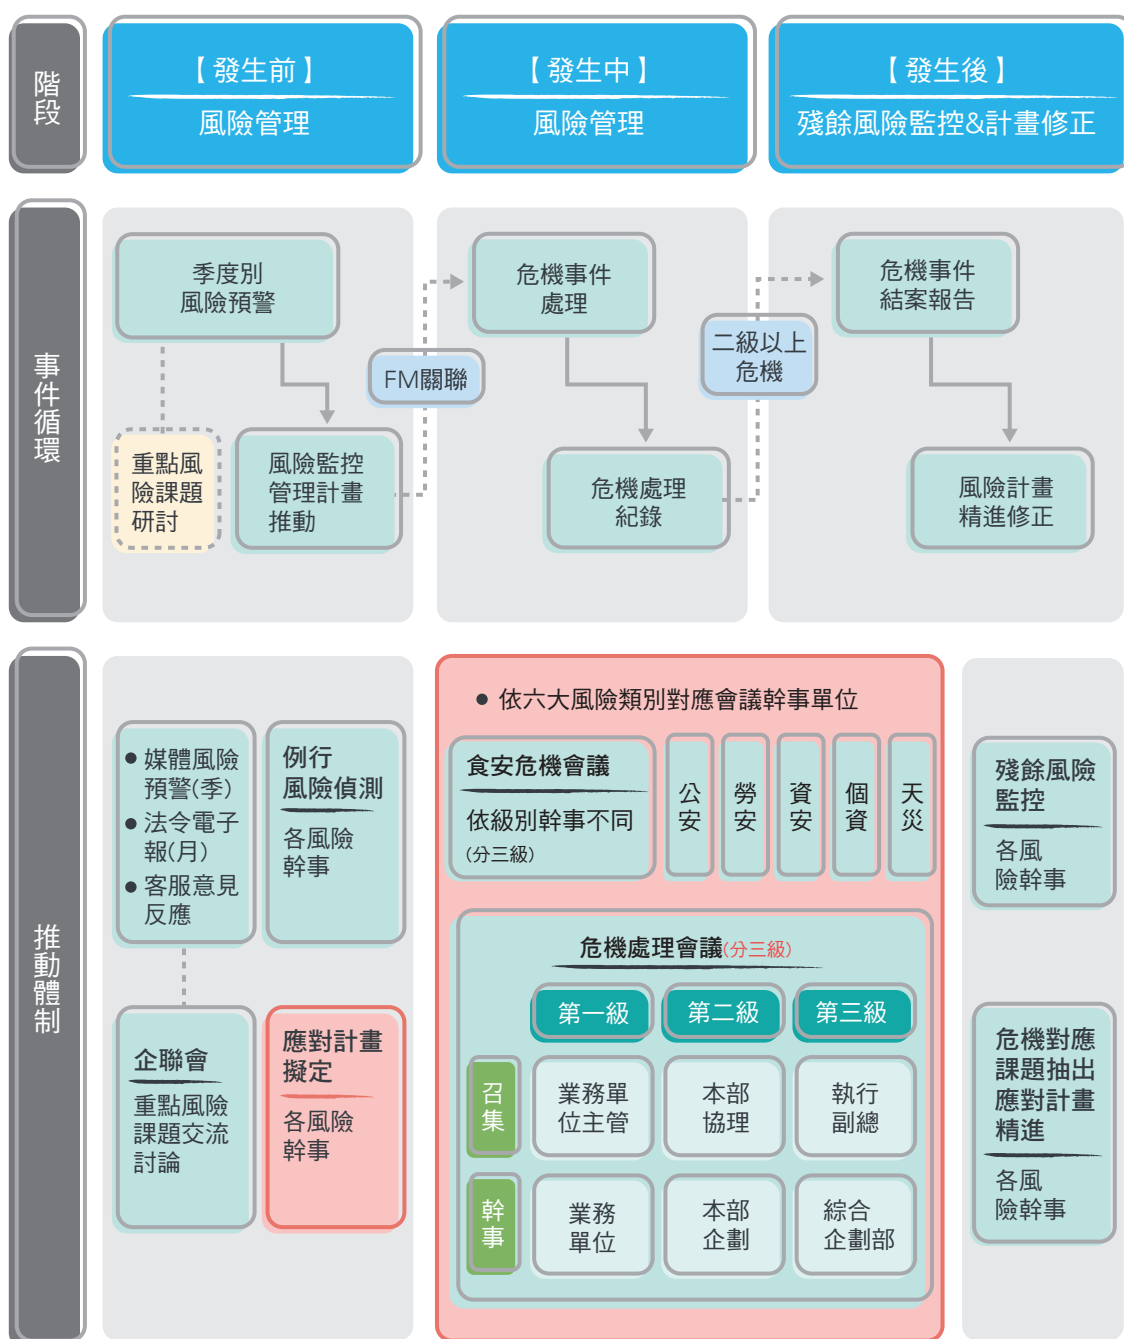 階段
【發生前】
風險管理
【發生中】
風險管理
【發生後】
殘餘風險監控&計畫修正
事件循環
季度別
風險預警
重點風
險課題
研討
風險監控
管理計畫
推動
FM關聯
危機事件
處理
危機處理
紀錄
二級以上
危機
危機事件
結案報告
風險計畫
精進修正
推動體制
● 媒體風險
預警(季)
● 法令電子
報(月)
● 客服意見
反應
例行
風險偵測
各風險
幹事
企聯會
重點風險
課題交流
討論
應對計畫
擬定
各風險
幹事
● 依六大風險類別對應會議幹事單位
食安危機會議
依級別幹事不同
(分三級)
公安
勞安
資安
個資
天災
危機處理會議(分三級)
第一級
第二級
第三級
召集
業務單
位主管
本部
協理
執行
副總
幹事
業務
單位
本部
企劃
綜合
企劃部
殘餘風險
監控
各風
險幹事
危機對應
課題抽出
應對計畫
精進
各風
險幹事